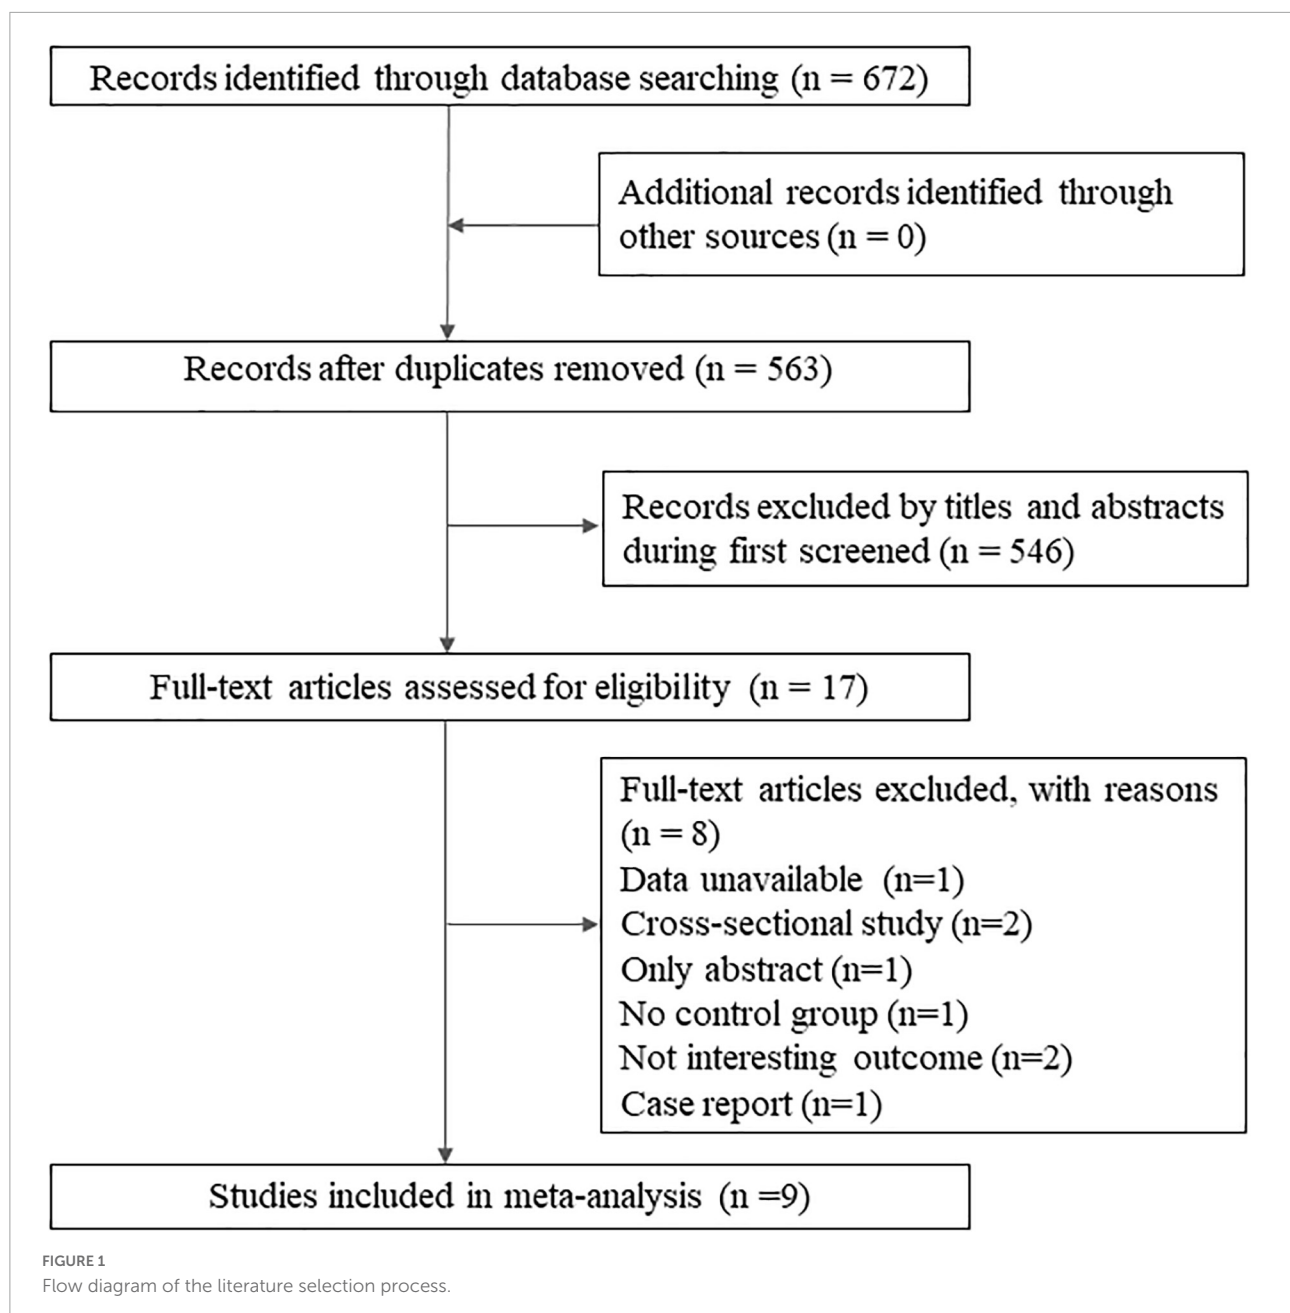 Records identified through database searching (n = 672)
Additional records identified through
other sources (n = 0)
Records after duplicates removed (n = 563)
Records excluded by titles and abstracts
during first screened (n = 546)
Full-text articles assessed for eligibility (n = 17)
Full-text articles excluded, with reasons
(n = 8)
Data unavailable (n=1)
Cross-sectional study (n=2)
Only abstract (n=1)
No control group (n=1)
Not interesting outcome (n=2)
Case report (n=1)
Studies included in meta-analysis (n =9)
FIGURE 1
Flow diagram of the literature selection process.